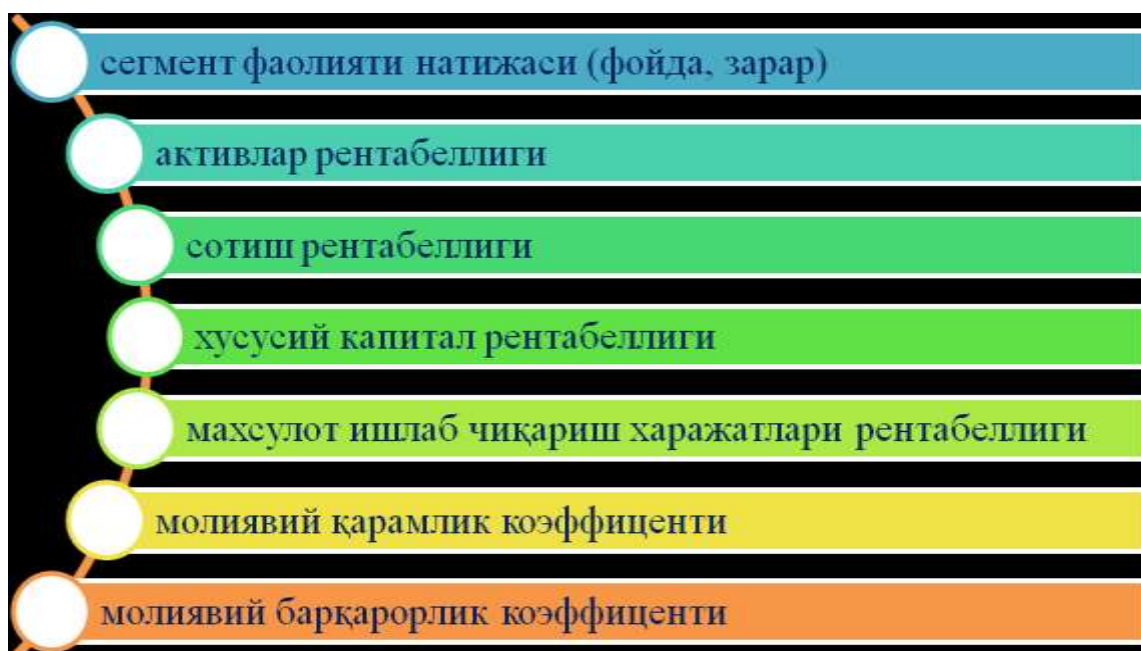 сегмент фаолияти натижаси (фойда, зарар)
активлар рентабеллиги
сотиш рентабеллиги
хусусий капитал рентабеллиги
махсулот ишлаб чиқариш харажатлари рентабеллиги
молиявий қарамлик коэффиценти
молиявий барқарорлик коэффиценти